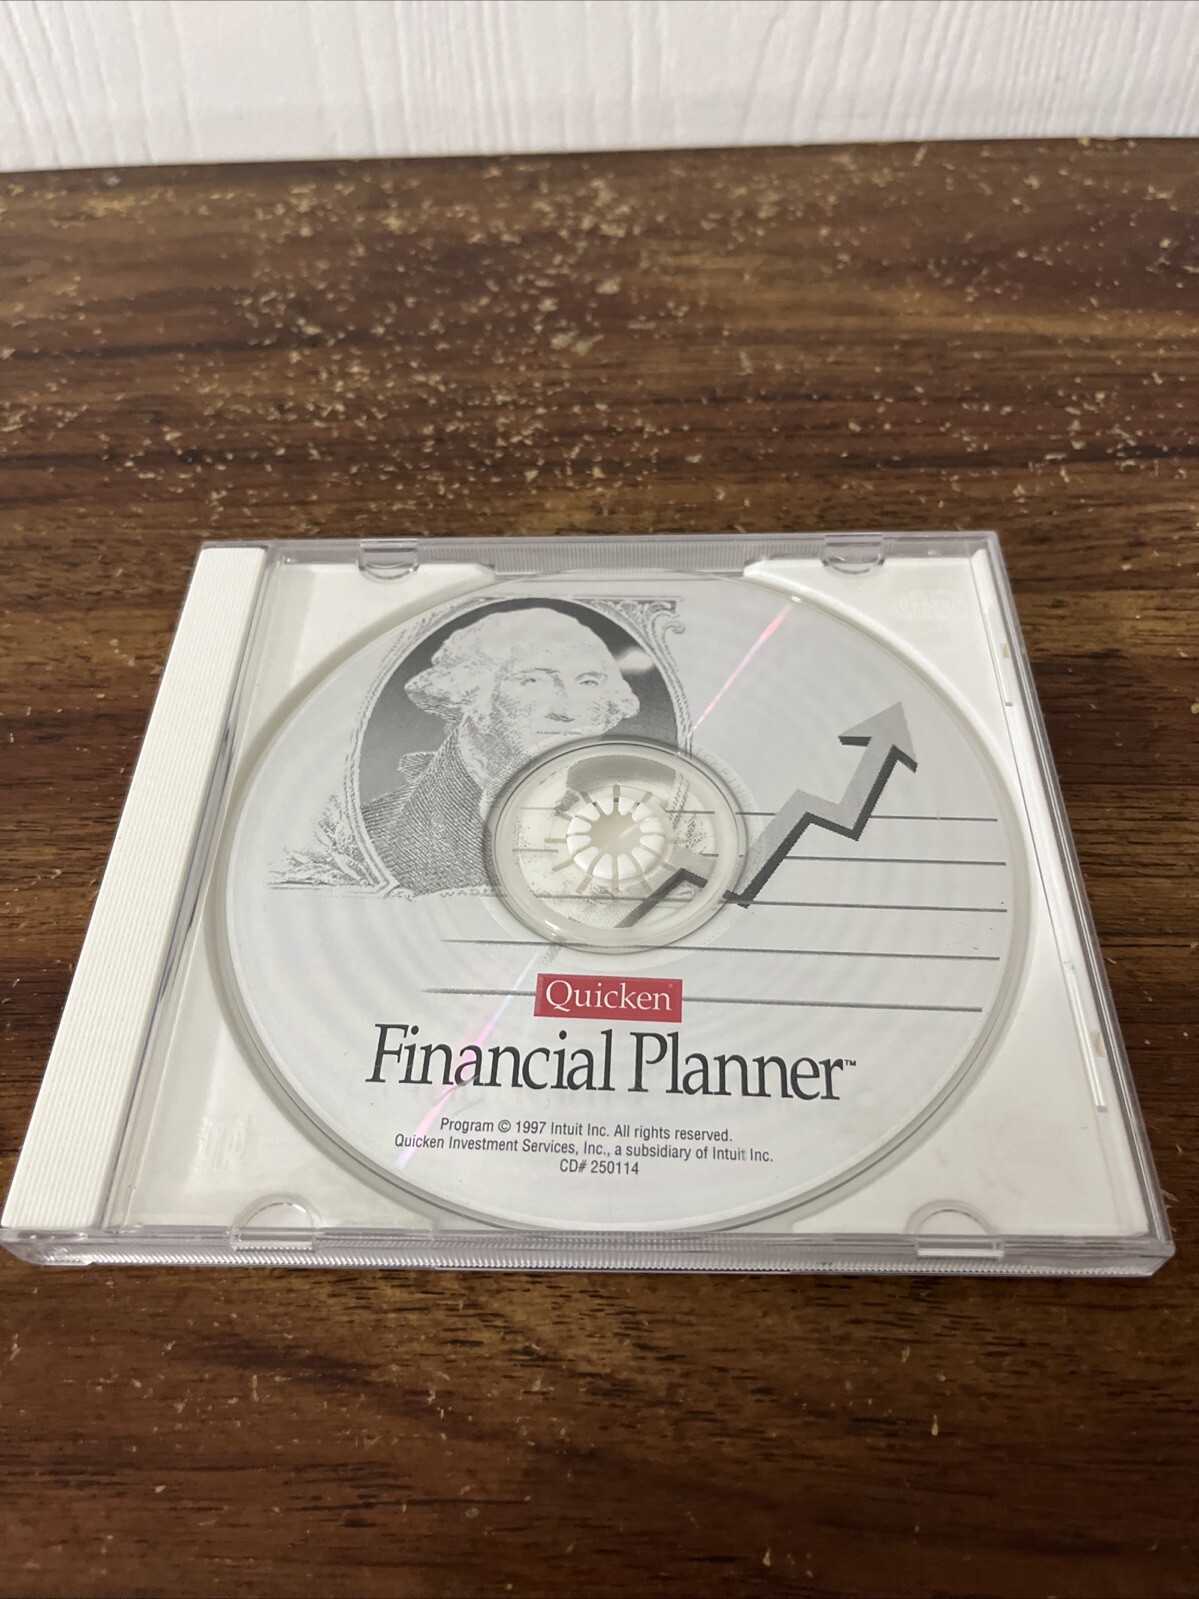 Quicken
Financial Planner™
Program © 1997 Intuit Inc. All rights reserved.
Quicken Investment Services, Inc., a subsidiary of Intuit Inc.
CD# 250114